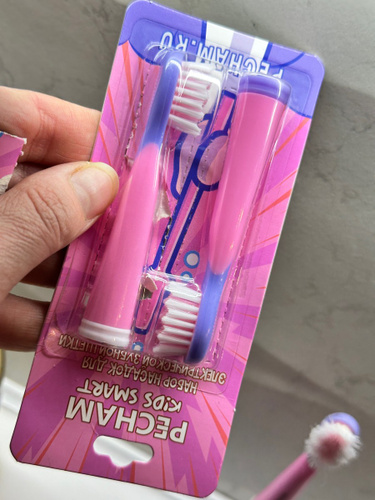 PECHAM
KIDS SMART
НАБОР НАСАДОК ДЛЯ
ЭЛЕКТРИЧЕСКОЙ ЗУБНОЙ ЩЕТКИ
PECHAM.RU